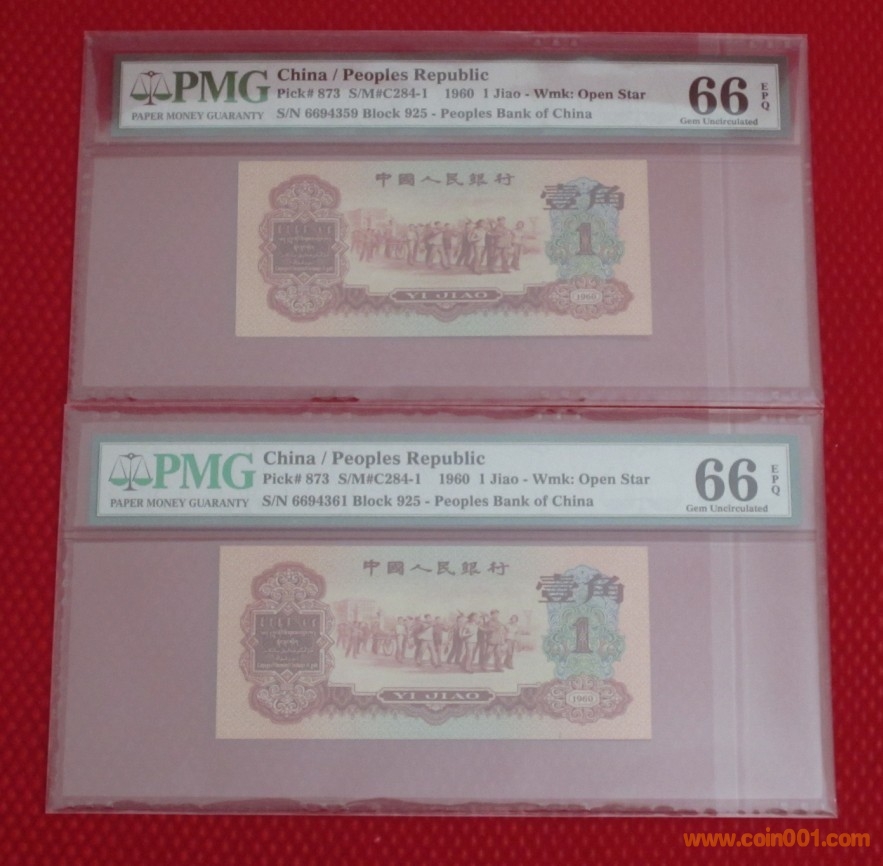 PMG
PAPER MONEY GUARANTY
China / Peoples Republic
Pick# 873 S/M#C284-1 1960 1 Jiao - Wmk: Open Star
S/N 6694359 Block 925 - Peoples Bank of China
66 EPQ
Gem Uncirculated
中國人民銀行
壹角
1
YI JIAO
1960
PMG
PAPER MONEY GUARANTY
China / Peoples Republic
Pick# 873 S/M#C284-1 1960 1 Jiao - Wmk: Open Star
S/N 6694361 Block 925 - Peoples Bank of China
66 EPQ
Gem Uncirculated
中國人民銀行
壹角
1
YI JIAO
1960
www.coin001.com